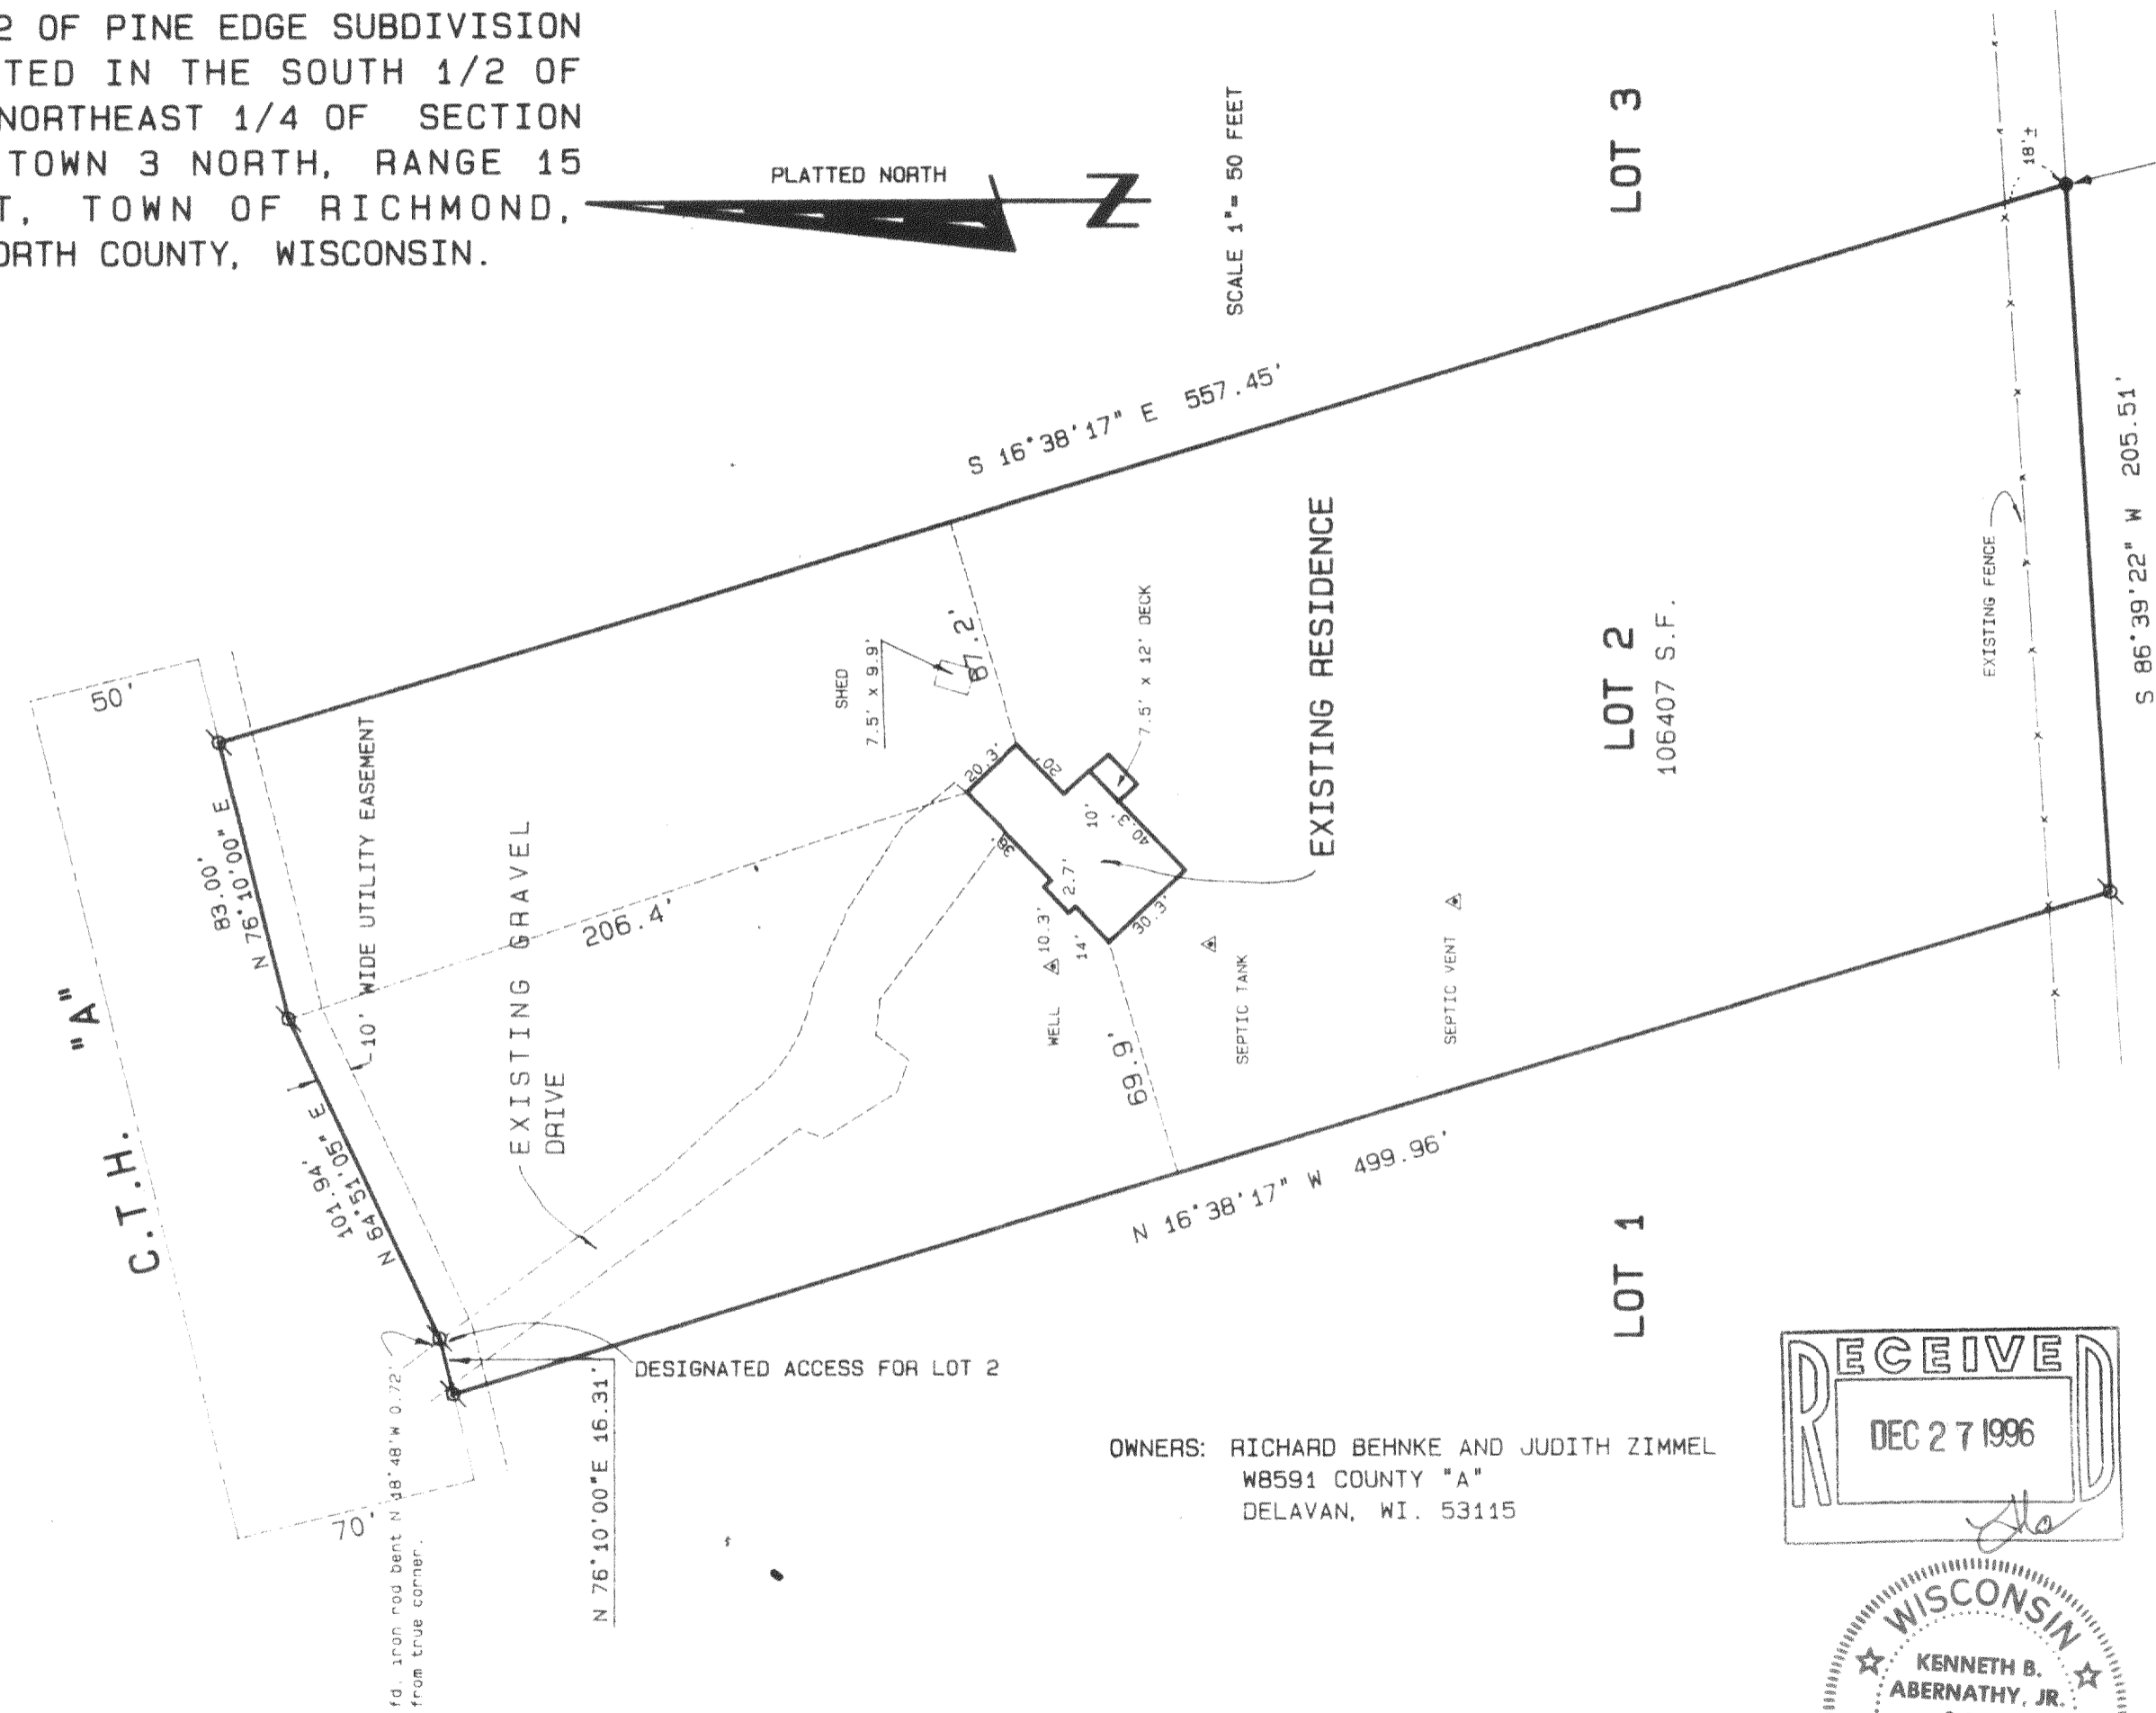 2 OF PINE EDGE SUBDIVISION
TED IN THE SOUTH 1/2 OF
NORTHEAST 1/4 OF SECTION
TOWN 3 NORTH, RANGE 15
T, TOWN OF RICHMOND,
ORTH COUNTY, WISCONSIN.
PLATTED NORTH
N
SCALE 1"= 50 FEET
LOT 3
18'±
S 16°38'17" E 557.45'
50'
83.00'
N 76°10'00" E
10' WIDE UTILITY EASEMENT
"A"
C.T.H.
101.94'
N 64°51'05" E
EXISTING GRAVEL
DRIVE
206.4'
SHED
7.5' X 9.9'
67.2'
7.5' X 12' DECK
20.3'
20'
10'
40.3'
36'
2.7'
10.3'
14'
30.3'
EXISTING RESIDENCE
LOT 2
106407 S.F.
EXISTING FENCE
S 86°39'22" W 205.51'
WELL
SEPTIC TANK
SEPTIC VENT
69.9'
N 16°38'17" W 499.96'
LOT 1
DESIGNATED ACCESS FOR LOT 2
N 76°10'00"E 16.31'
70'
fd. iron rod bent N 18°48'W 0.72'
from true corner.
OWNERS: RICHARD BEHNKE AND JUDITH ZIMMEL
W8591 COUNTY "A"
DELAVAN, WI. 53115
RECEIVED
DEC 27 1996
WISCONSIN
KENNETH B.
ABERNATHY, JR.